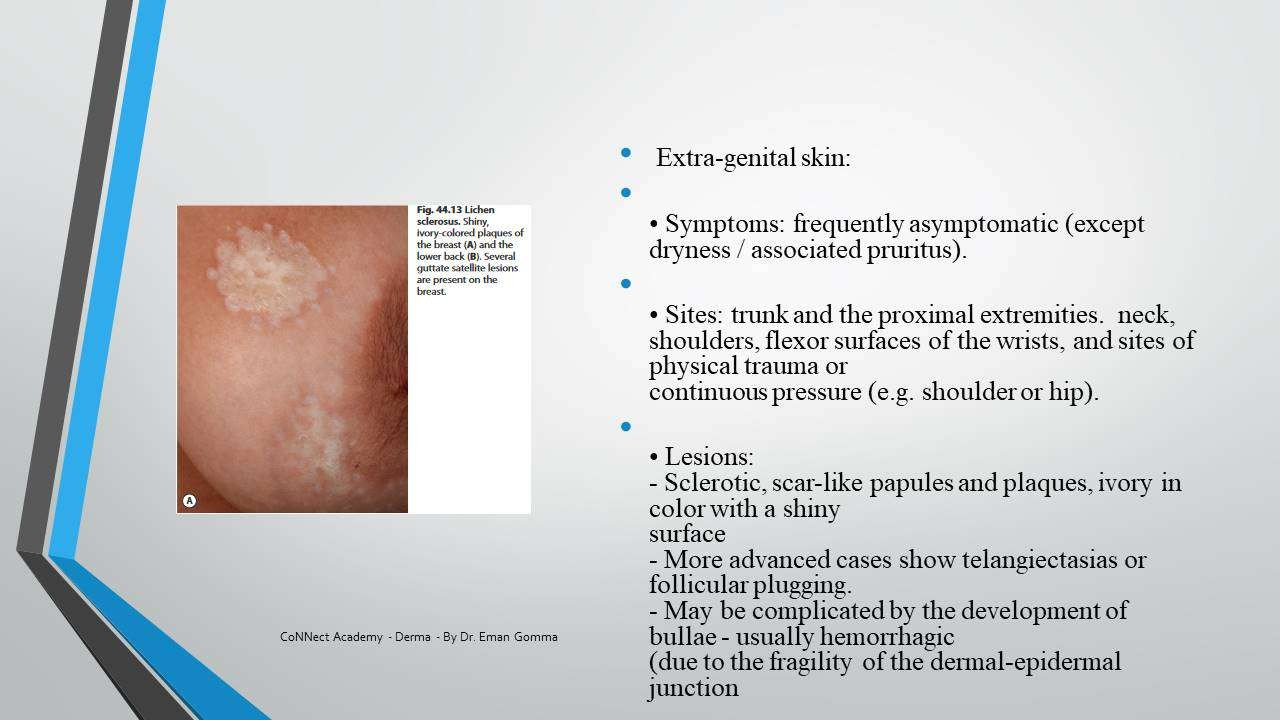 Fig. 44.13 Lichen
sclerosus. Shiny,
ivory-colored plaques of
the breast (A) and the
lower back (B). Several
guttate satellite lesions
are present on the
breast.
A
CoNNect Academy - Derma - By Dr. Eman Gomma
• Extra-genital skin:
•
• Symptoms: frequently asymptomatic (except
dryness / associated pruritus).
•
• Sites: trunk and the proximal extremities. neck,
shoulders, flexor surfaces of the wrists, and sites of
physical trauma or
continuous pressure (e.g. shoulder or hip).
•
• Lesions:
- Sclerotic, scar-like papules and plaques, ivory in
color with a shiny
surface
- More advanced cases show telangiectasias or
follicular plugging.
- May be complicated by the development of
bullae - usually hemorrhagic
(due to the fragility of the dermal-epidermal
junction